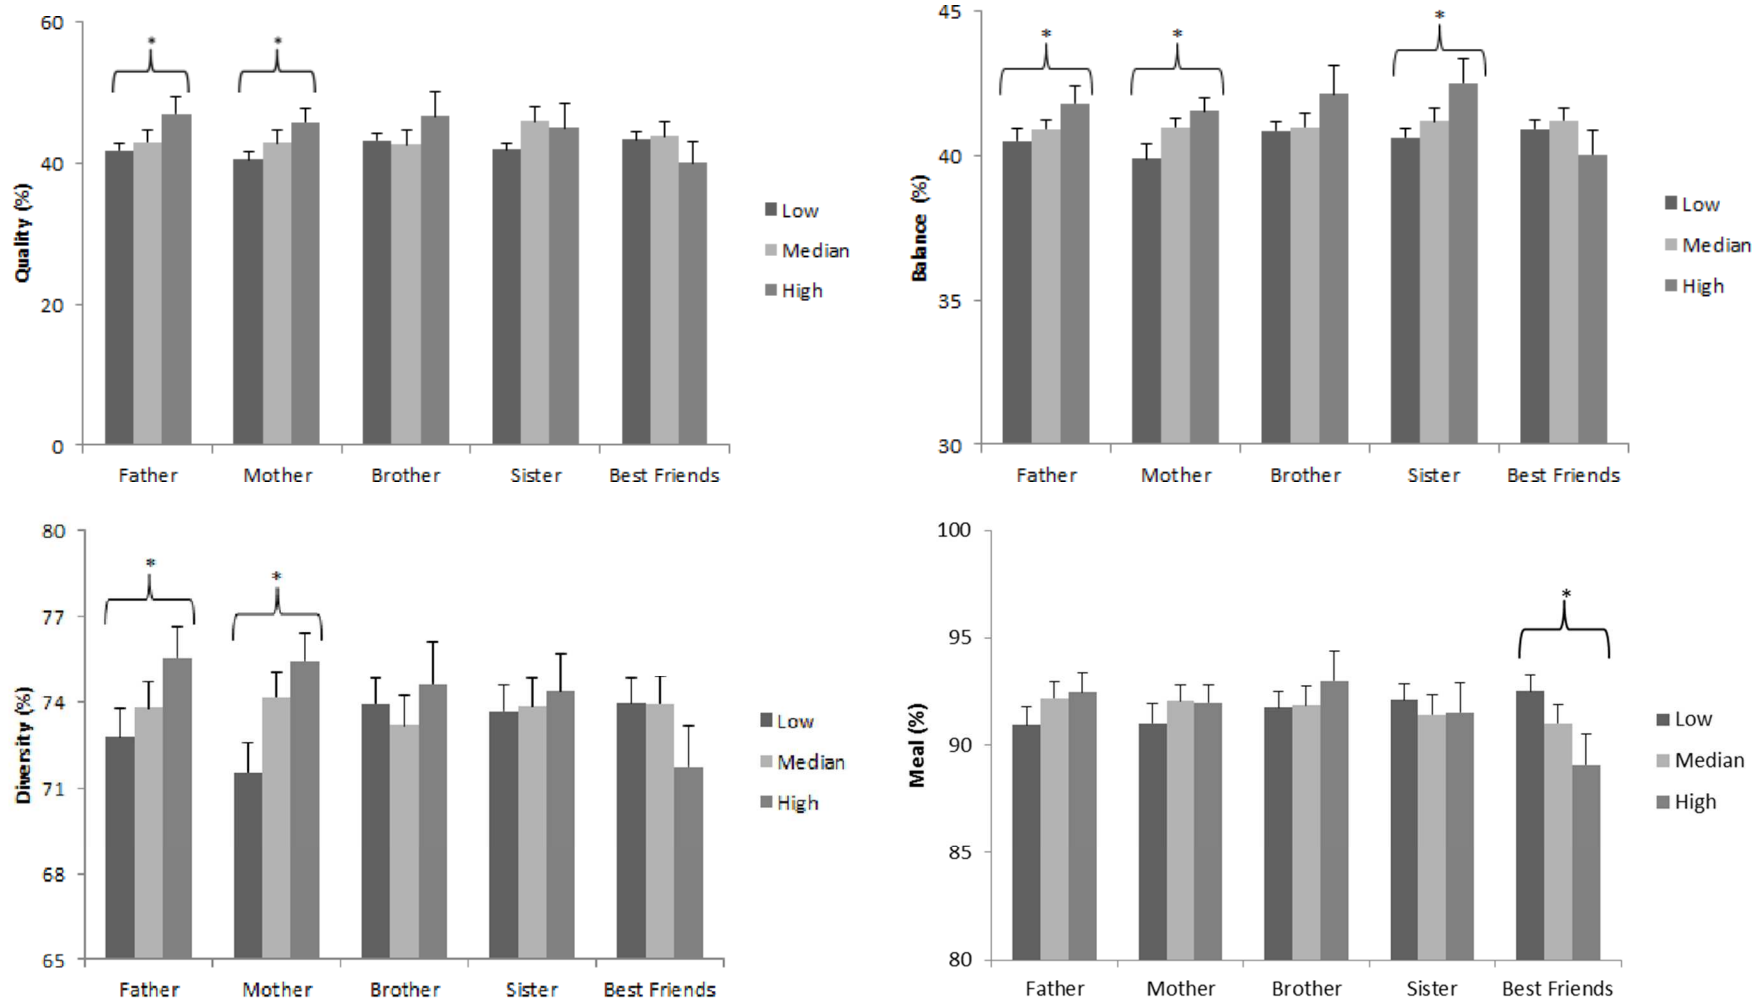 60
40
20
0
Quality (%)
*
*
Father Mother Brother Sister Best Friends
Low
Median
High
45
40
35
30
Balance (%)
*
*
*
Father Mother Brother Sister Best Friends
Low
Median
High
80
77
74
71
68
65
Diversity (%)
*
*
Father Mother Brother Sister Best Friends
Low
Median
High
100
95
90
85
80
Meal (%)
*
Father Mother Brother Sister Best Friends
Low
Median
High